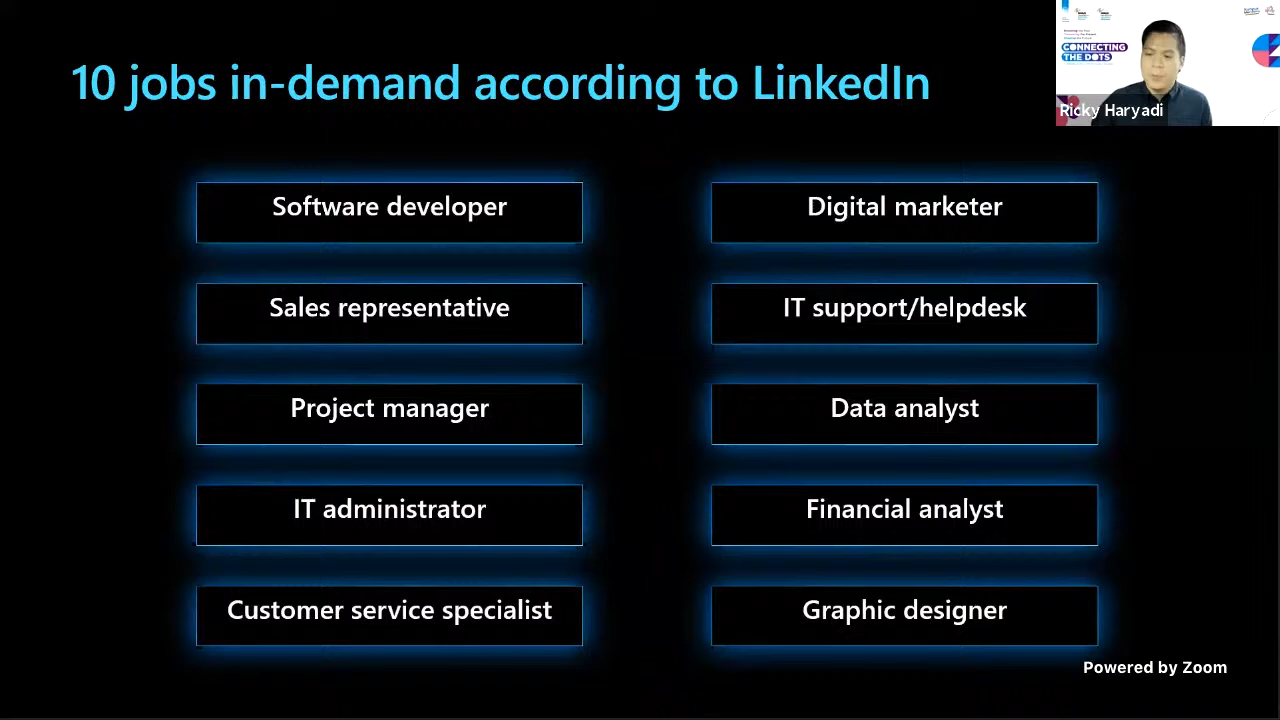 10 jobs in-demand according to LinkedIn
CONNECTING
THE DOTS
Ricky Haryadi
Software developer
Digital marketer
Sales representative
IT support/helpdesk
Project manager
Data analyst
IT administrator
Financial analyst
Customer service specialist
Graphic designer
Powered by Zoom